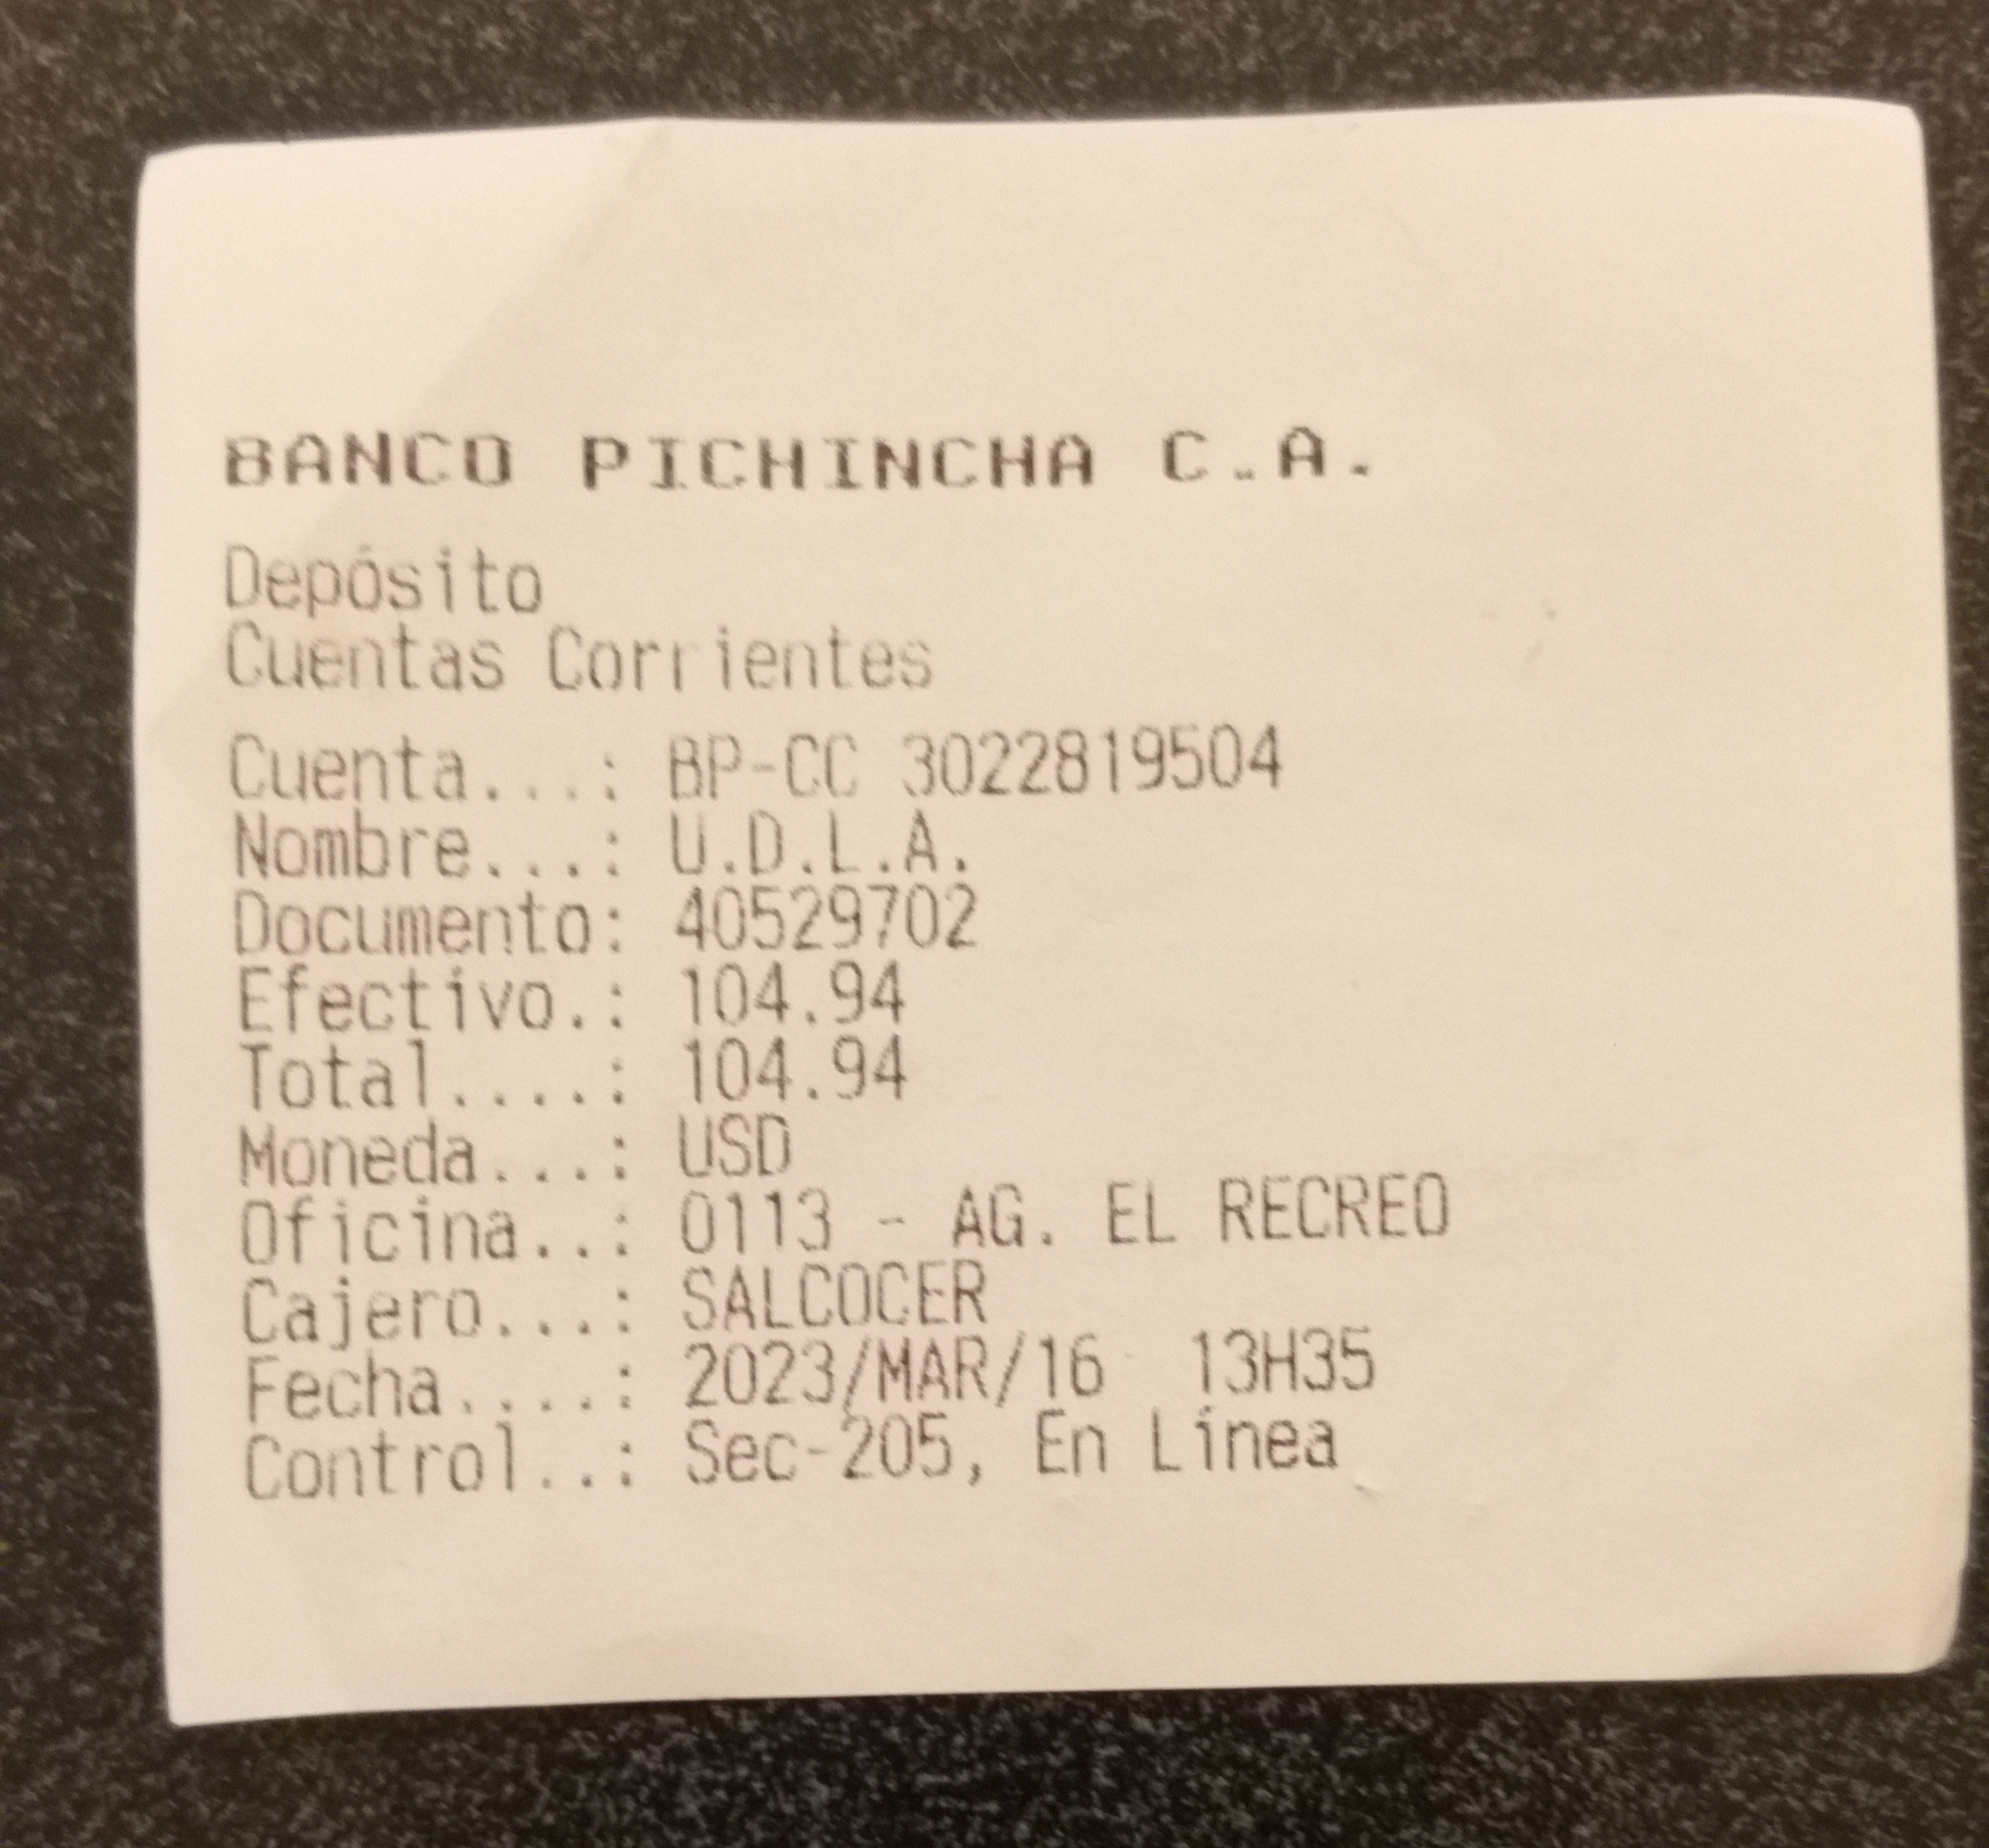 BANCO PICHINCHA C.A.
Depósito
Cuentas Corrientes
Cuenta...: BP-CC 3022819504
Nombre...: U.D.L.A.
Documento: 40529702
Efectivo.: 104.94
Total....: 104.94
Moneda...: USD
Oficina..: 0113 - AG. EL RECREO
Cajero...: SALCOCER
Fecha....: 2023/MAR/16 13H35
Control..: Sec-205, En Línea